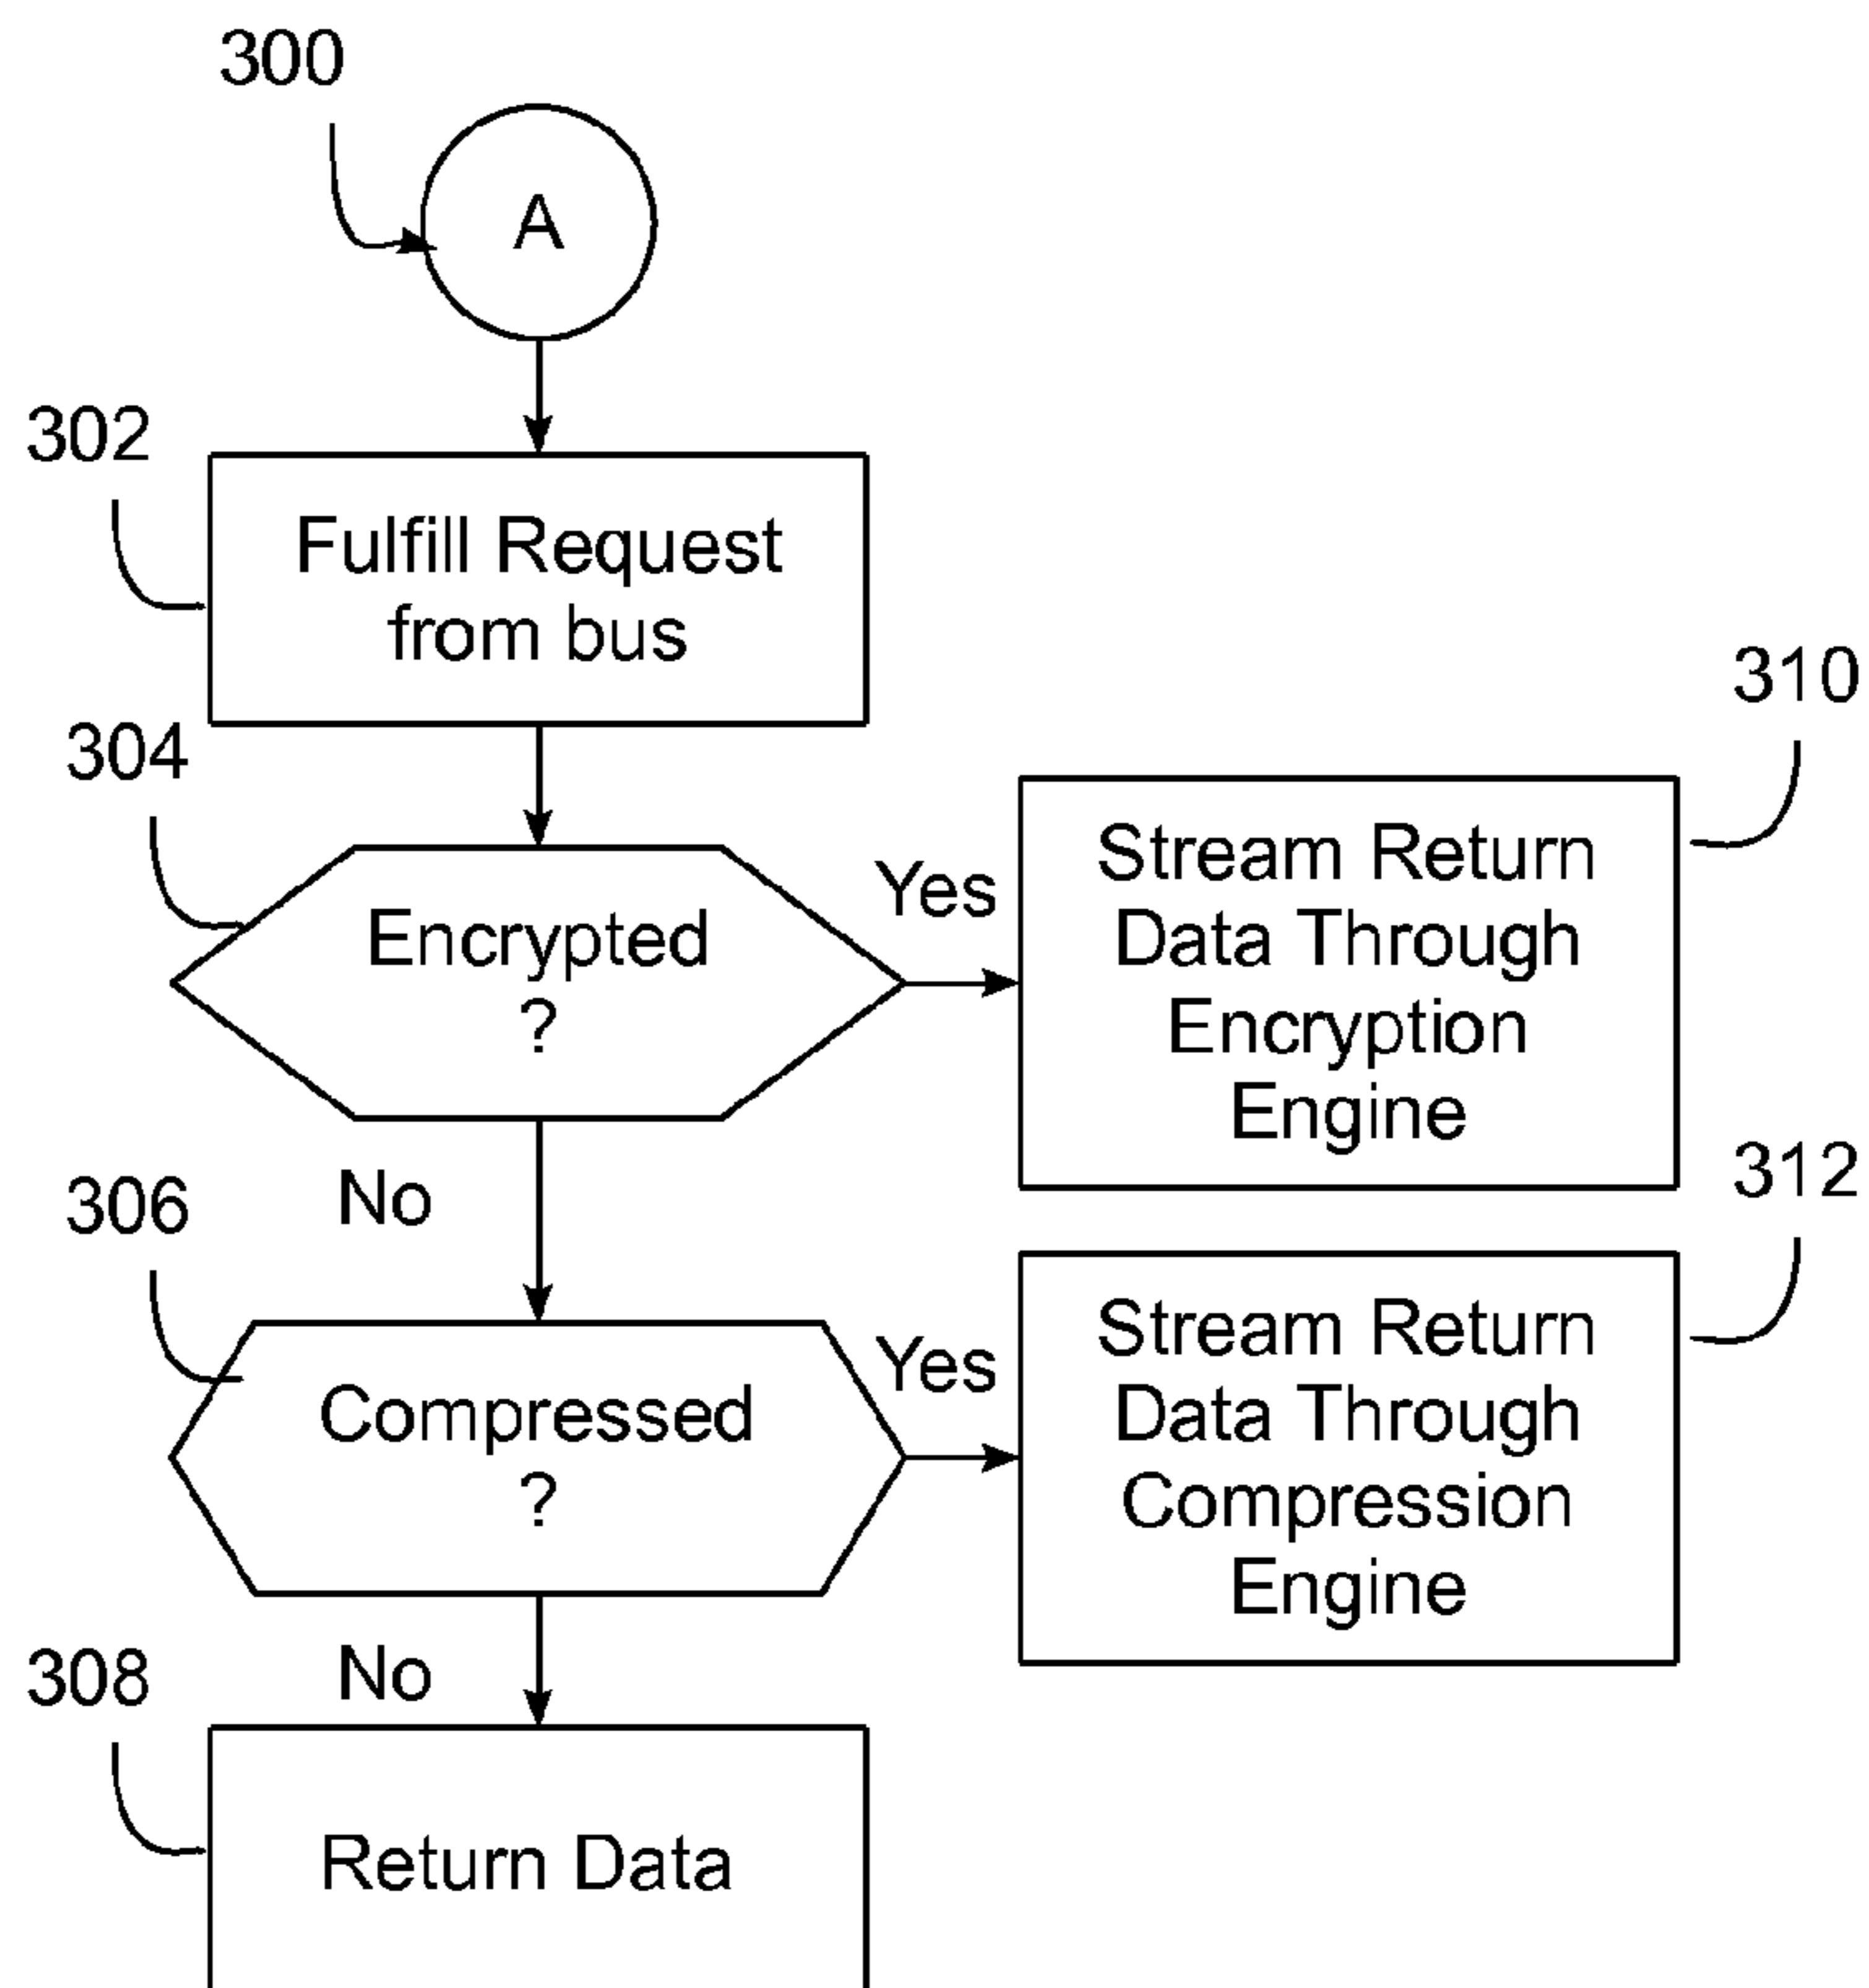 300
A
302
Fulfill Request
from bus
304
Encrypted
?
Yes
310
Stream Return
Data Through
Encryption
Engine
No
306
Compressed
?
Yes
312
Stream Return
Data Through
Compression
Engine
No
308
Return Data